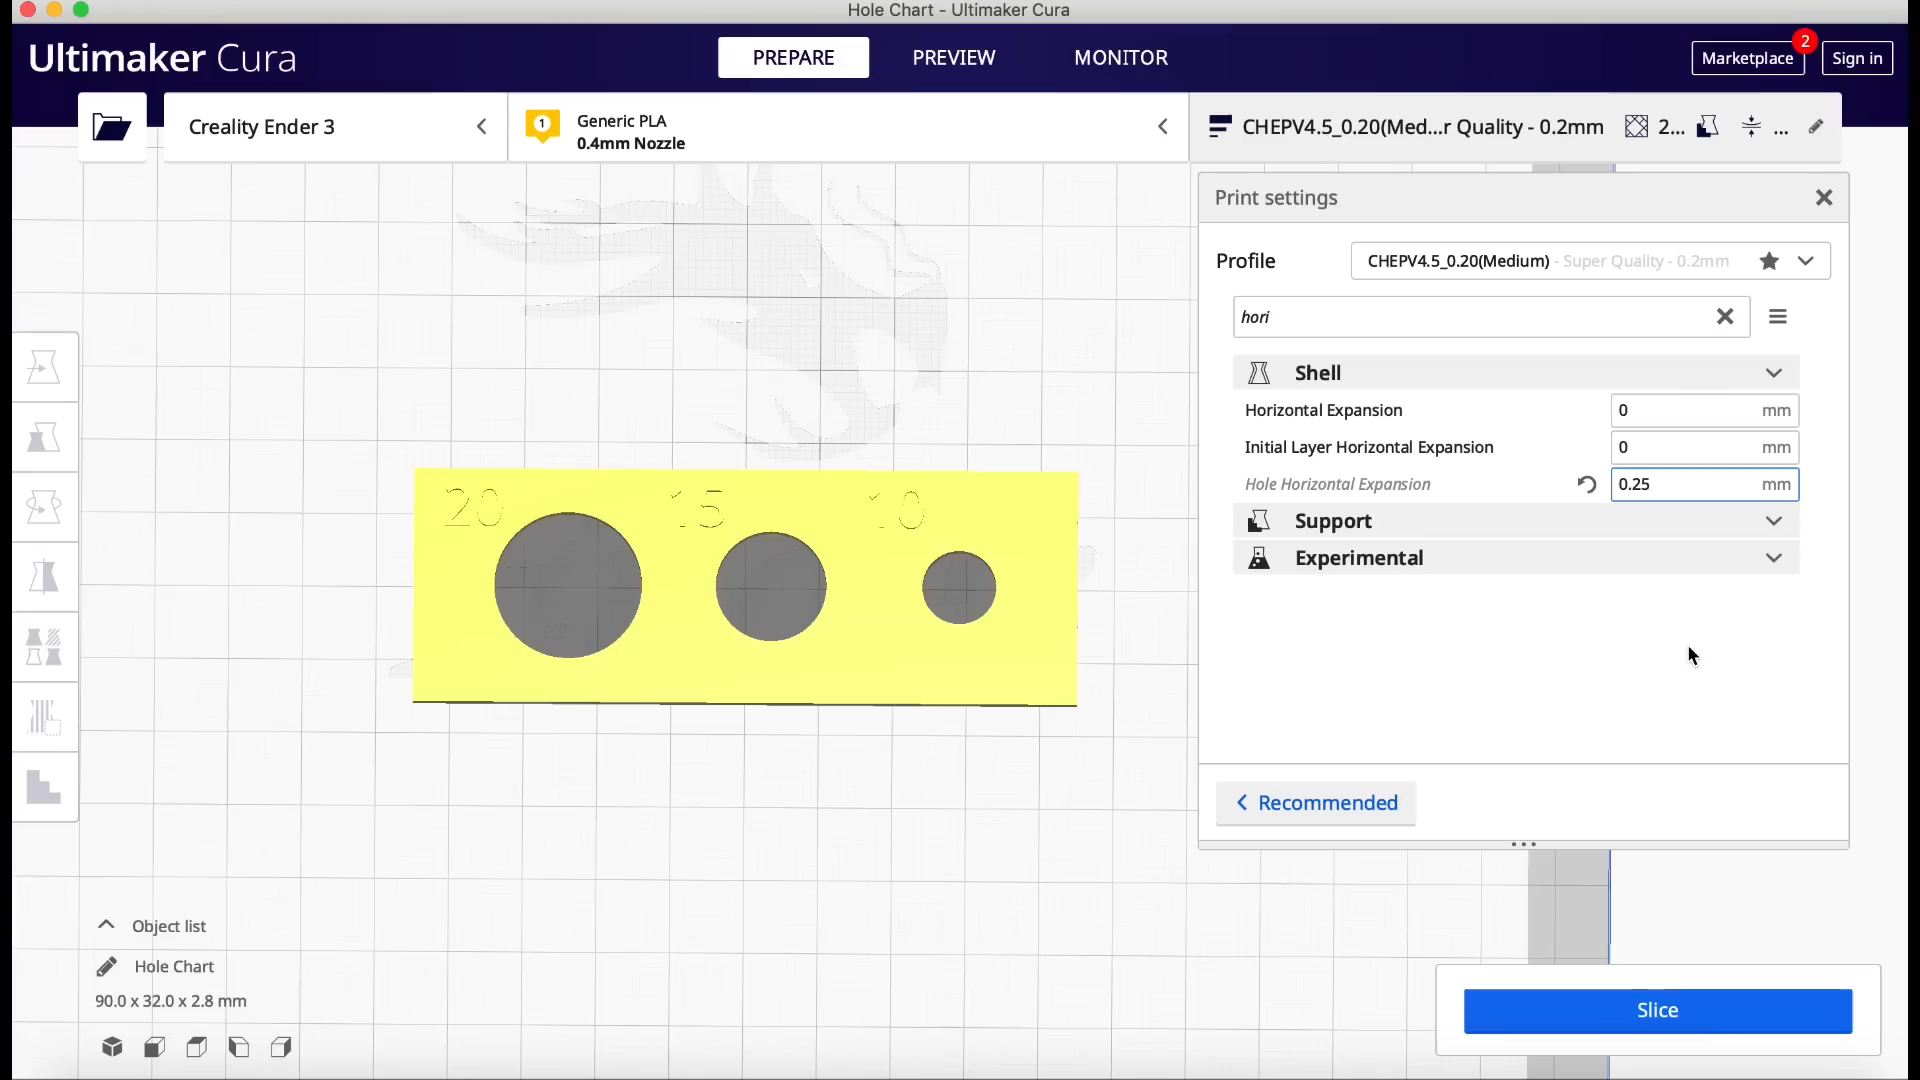 Hole Chart - Ultimaker Cura
Ultimaker Cura
PREPARE
PREVIEW
MONITOR
Marketplace
2
Sign in
Creality Ender 3
1
Generic PLA
0.4mm Nozzle
CHEPV4.5_0.20(Med...r Quality - 0.2mm
2...
...
Print settings
Profile
CHEPV4.5_0.20(Medium) - Super Quality - 0.2mm
hori
Shell
Horizontal Expansion
0 mm
Initial Layer Horizontal Expansion
0 mm
Hole Horizontal Expansion
0.25 mm
Support
Experimental
20 15 10
Recommended
Object list
Hole Chart
90.0 x 32.0 x 2.8 mm
Slice